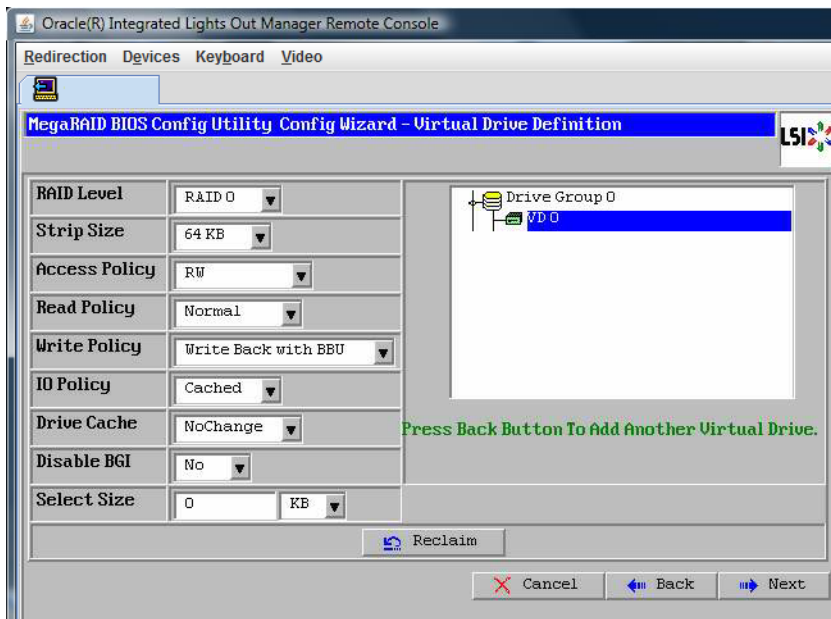 Oracle(R) Integrated Lights Out Manager Remote Console
Redirection Devices Keyboard Video
MegaRAID BIOS Config Utility Config Wizard - Virtual Drive Definition
LSI
RAID Level RAID 0
Strip Size 64 KB
Access Policy RW
Read Policy Normal
Write Policy Write Back with BBU
IO Policy Cached
Drive Cache NoChange
Disable BGI No
Select Size 0 KB
Drive Group 0
VD 0
Press Back Button To Add Another Virtual Drive.
Reclaim
Cancel Back Next